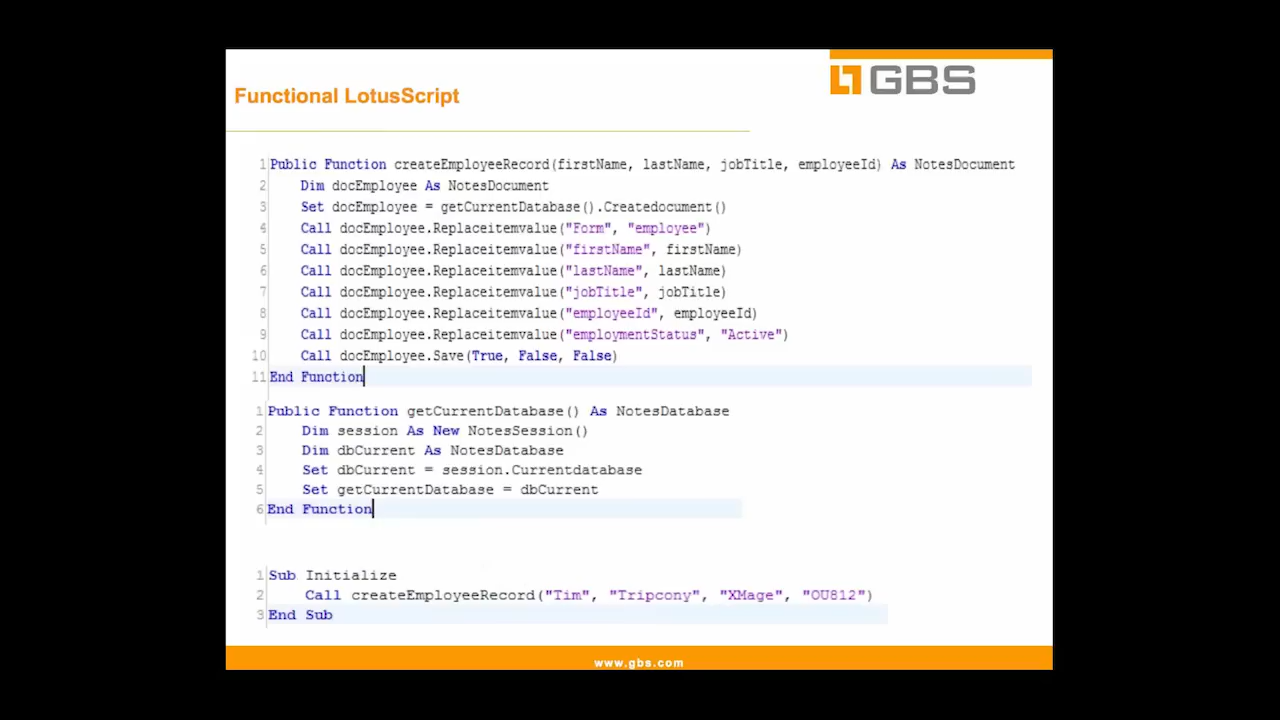 GBS
Functional LotusScript
1 Public Function createEmployeeRecord(firstName, lastName, jobTitle, employeeId) As NotesDocument
2 Dim docEmployee As NotesDocument
3 Set docEmployee = getCurrentDatabase().Createdocument()
4 Call docEmployee.Replaceitemvalue("Form", "employee")
5 Call docEmployee.Replaceitemvalue("firstName", firstName)
6 Call docEmployee.Replaceitemvalue("lastName", lastName)
7 Call docEmployee.Replaceitemvalue("jobTitle", jobTitle)
8 Call docEmployee.Replaceitemvalue("employeeId", employeeId)
9 Call docEmployee.Replaceitemvalue("employmentStatus", "Active")
10 Call docEmployee.Save(True, False, False)
11 End Function
1 Public Function getCurrentDatabase() As NotesDatabase
2 Dim session As New NotesSession()
3 Dim dbCurrent As NotesDatabase
4 Set dbCurrent = session.Currentdatabase
5 Set getCurrentDatabase = dbCurrent
6 End Function
1 Sub Initialize
2 Call createEmployeeRecord("Tim", "Tripcony", "XMage", "OU812")
3 End Sub
www.gbs.com